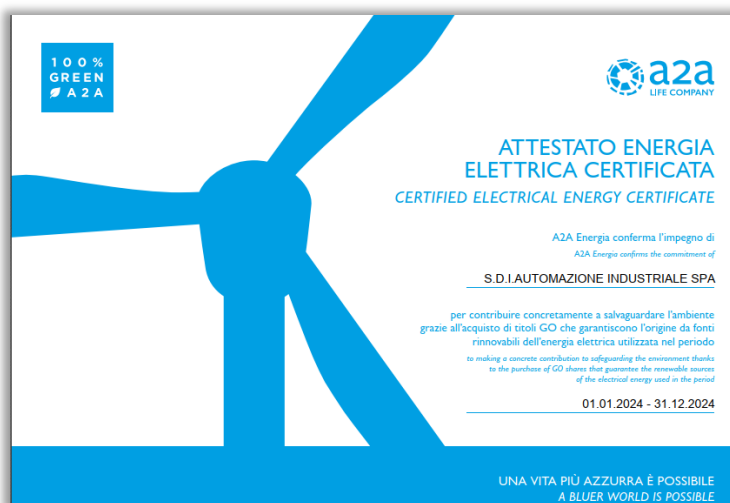 100%
GREEN
A2A
a2a
LIFE COMPANY
ATTESTATO ENERGIA
ELETTRICA CERTIFICATA
CERTIFIED ELECTRICAL ENERGY CERTIFICATE
A2A Energia conferma l'impegno di
A2A Energia confirms the commitment of
S.D.I.AUTOMAZIONE INDUSTRIALE SPA
per contribuire concretamente a salvaguardare l'ambiente
grazie all'acquisto di titoli GO che garantiscono l'origine da fonti
rinnovabili dell'energia elettrica utilizzata nel periodo
to making a concrete contribution to safeguarding the environment thanks
to the purchase of GO shares that guarantee the renewable sources
of the electrical energy used in the period
01.01.2024 - 31.12.2024
UNA VITA PIÙ AZZURRA È POSSIBILE
A BLUER WORLD IS POSSIBLE